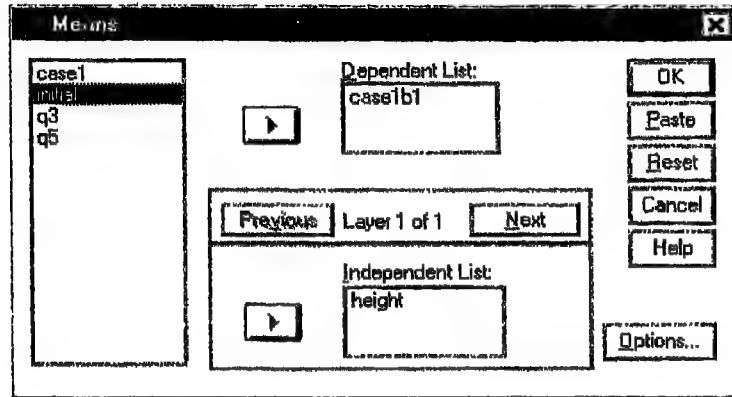 Means
case1
q3
q5
Dependent List:
case1b1
OK
Paste
Reset
Cancel
Help
Previous
Layer 1 of 1
Next
Independent List:
height
Options...